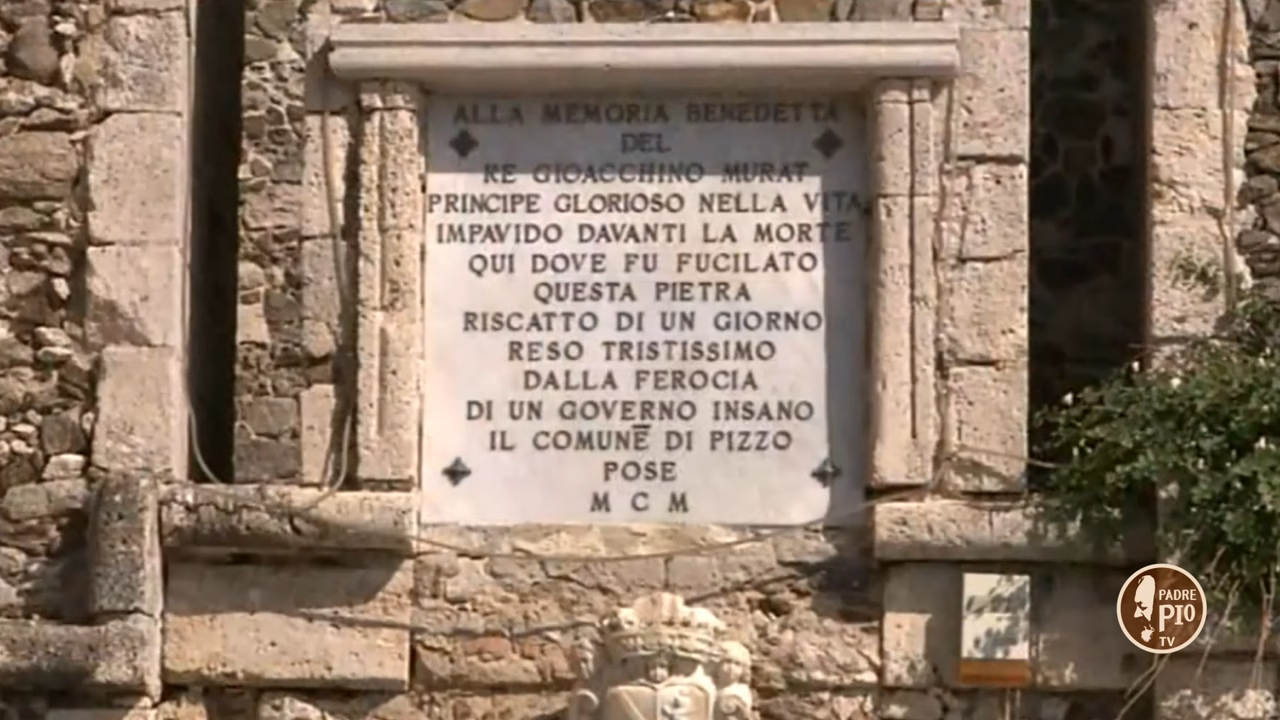 ALLA MEMORIA BENEDETTA
DEL
RE GIOACCHINO MURAT
PRINCIPE GLORIOSO NELLA VITA
IMPAVIDO DAVANTI LA MORTE
QUI DOVE FU FUCILATO
QUESTA PIETRA
RISCATTO DI UN GIORNO
RESO TRISTISSIMO
DALLA FEROCIA
DI UN GOVERNO INSANO
IL COMUNE DI PIZZO
POSE
M C M
PADRE
PIO
TV